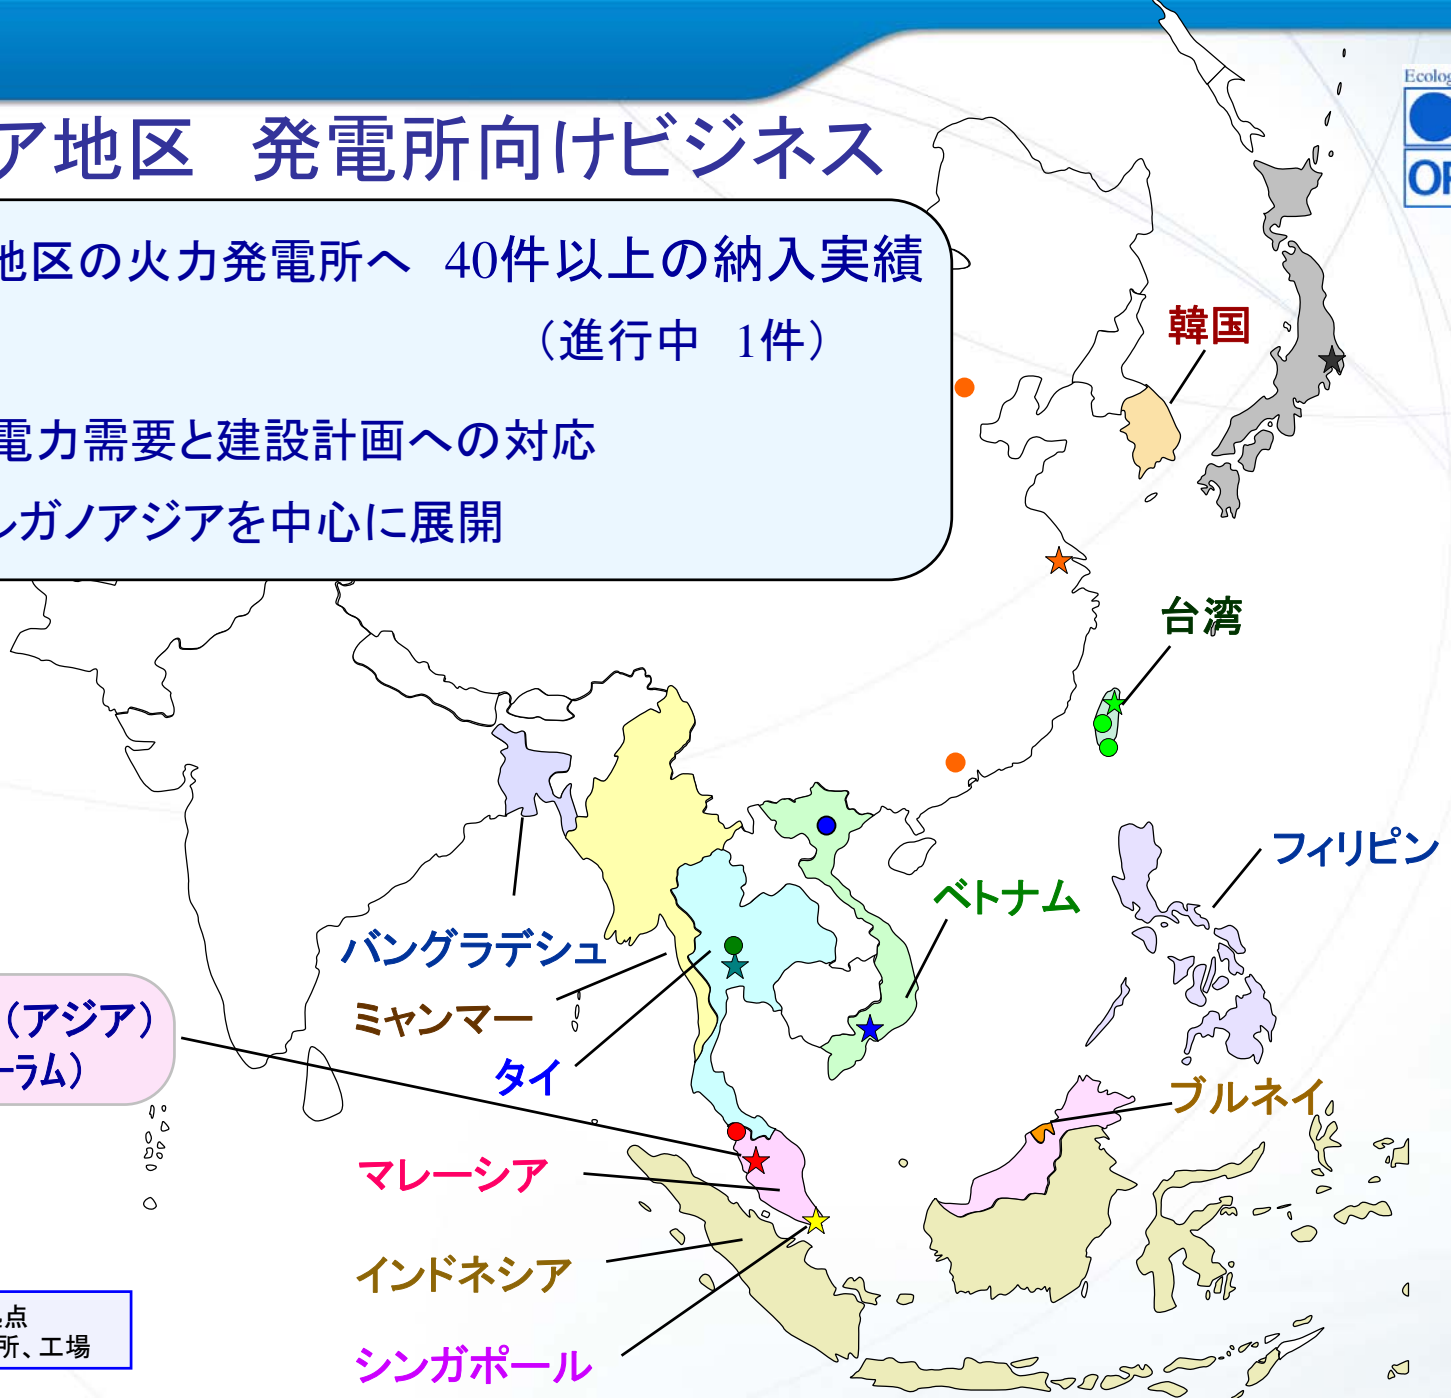 Ecolog
ア地区 発電所向けビジネス
OR
地区の火力発電所へ 40件以上の納入実績
（進行中 1件）
電力需要と建設計画への対応
ルガノアジアを中心に展開
韓国
台湾
フィリピン
ベトナム
バングラデシュ
ミャンマー
（アジア）
ーラム）
タイ
ブルネイ
マレーシア
インドネシア
シンガポール
点
所、工場